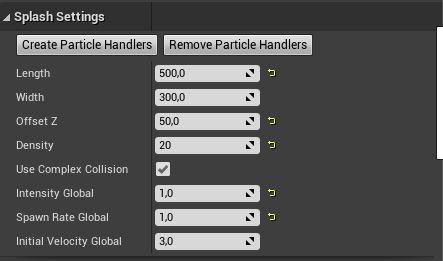 Splash Settings
Create Particle Handlers Remove Particle Handlers
Length 500,0
Width 300,0
Offset Z 50,0
Density 20
Use Complex Collision
Intensity Global 1,0
Spawn Rate Global 1,0
Initial Velocity Global 3,0